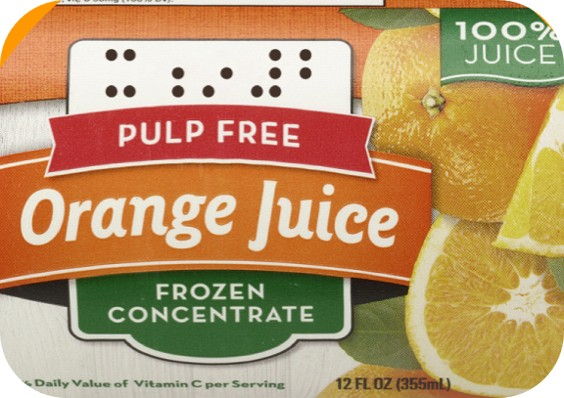 100%
JUICE
PULP FREE
Orange Juice
FROZEN
CONCENTRATE
% Daily Value of Vitamin C per Serving
12 FL OZ (355mL)